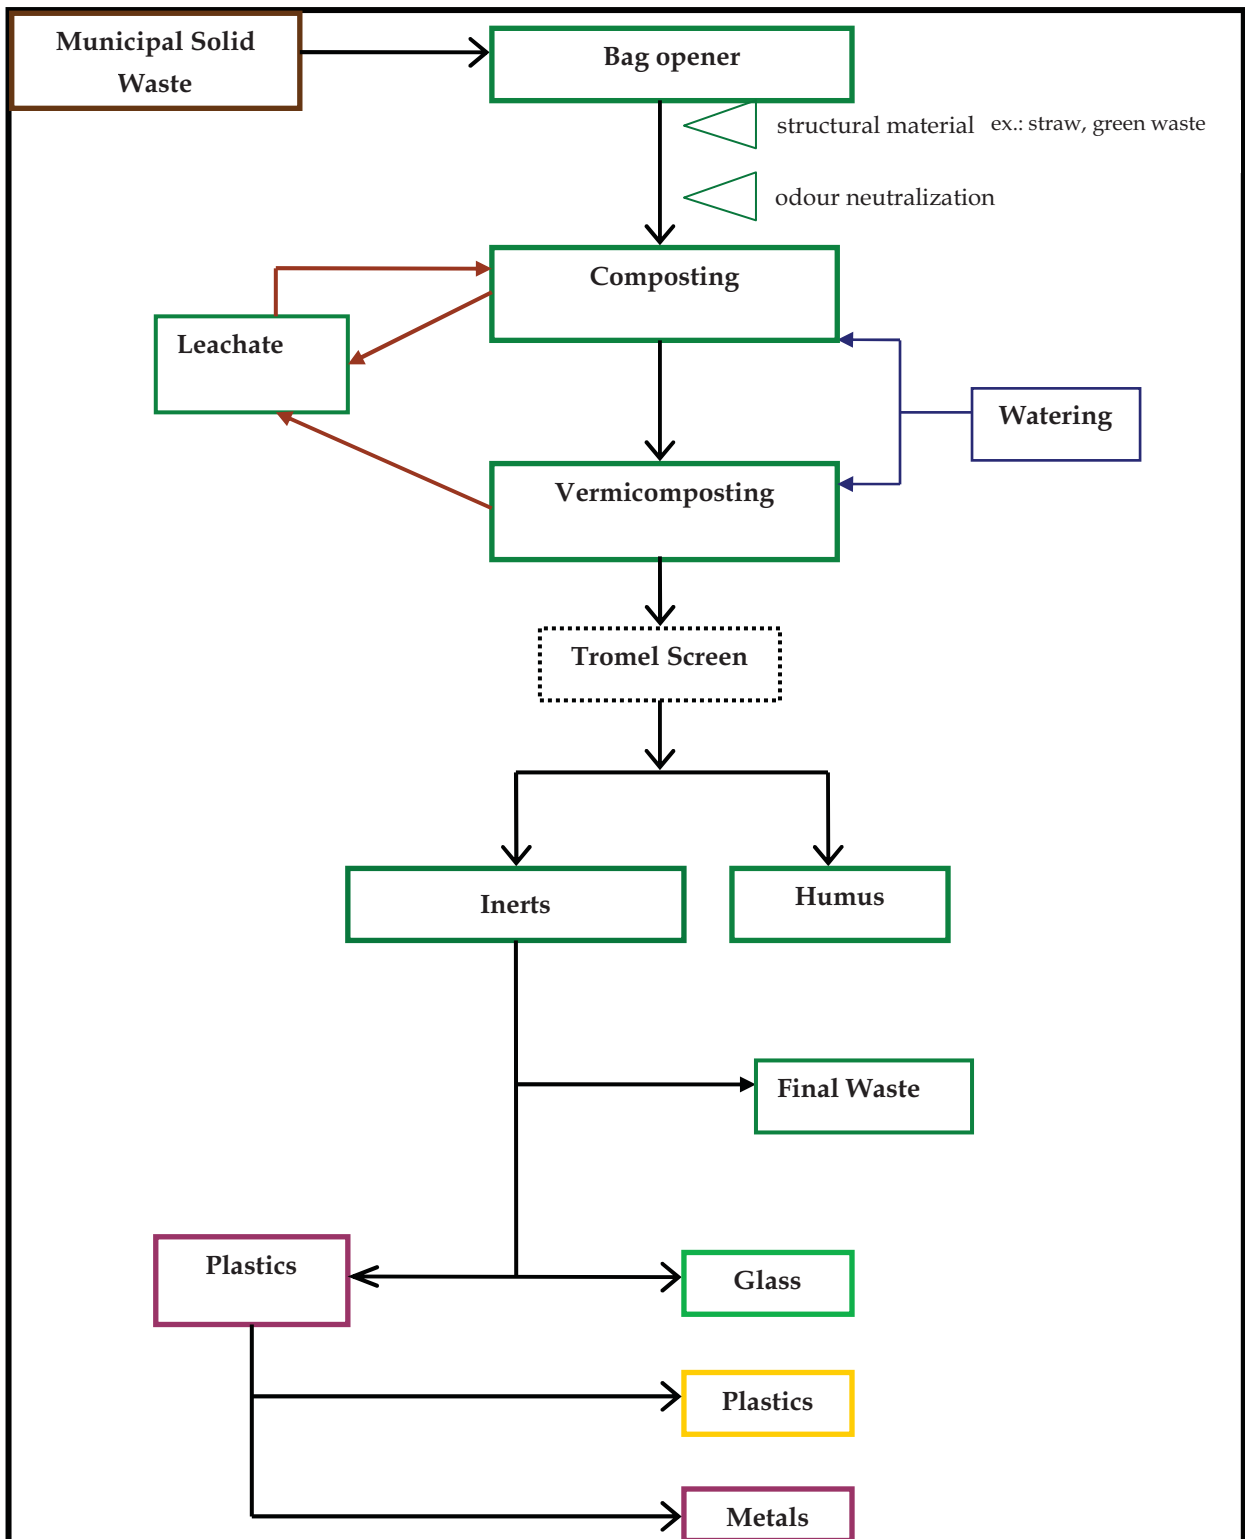 Municipal Solid
Waste
Bag opener
structural material ex.: straw, green waste
odour neutralization
Composting
Leachate
Watering
Vermicomposting
Tromel Screen
Inerts
Humus
Final Waste
Plastics
Glass
Plastics
Metals